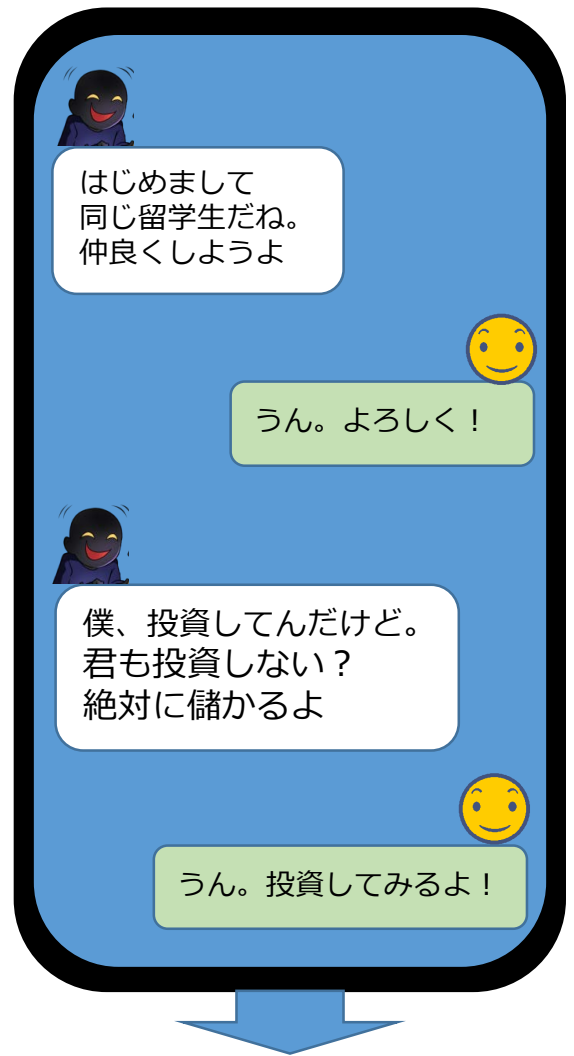 はじめまして
同じ留学生だね。
仲良くしようよ
うん。よろしく！
僕、投資してんだけど。
君も投資しない？
絶対に儲かるよ
うん。投資してみるよ！